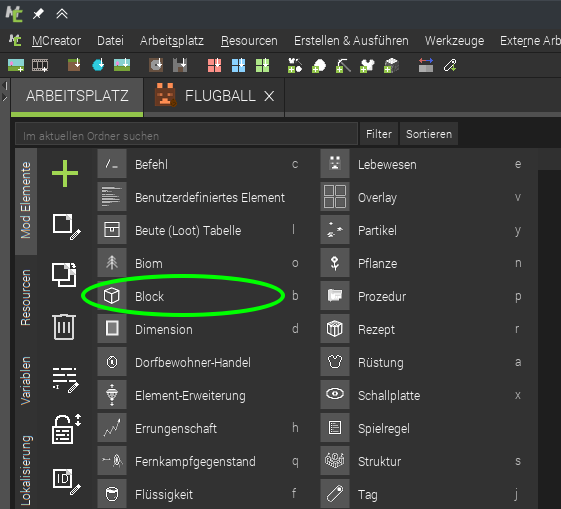 MCreator Datei Arbeitsplatz Resourcen Erstellen & Ausführen Werkzeuge Externe Arb
ARBEITSPLATZ FLUGBALL
Im aktuellen Ordner suchen Filter Sortieren
Mod Elemente
Resourcen
Variablen
Lokalisierung
Befehl c
Benutzerdefiniertes Element
Beute (Loot) Tabelle l
Biom o
Block b
Dimension d
Dorfbewohner-Handel
Element-Erweiterung
Errungenschaft h
Fernkampfgegenstand q
Flüssigkeit f
Lebewesen e
Overlay v
Partikel y
Pflanze n
Prozedur p
Rezept r
Rüstung a
Schallplatte x
Spielregel
Struktur s
Tag j
ID